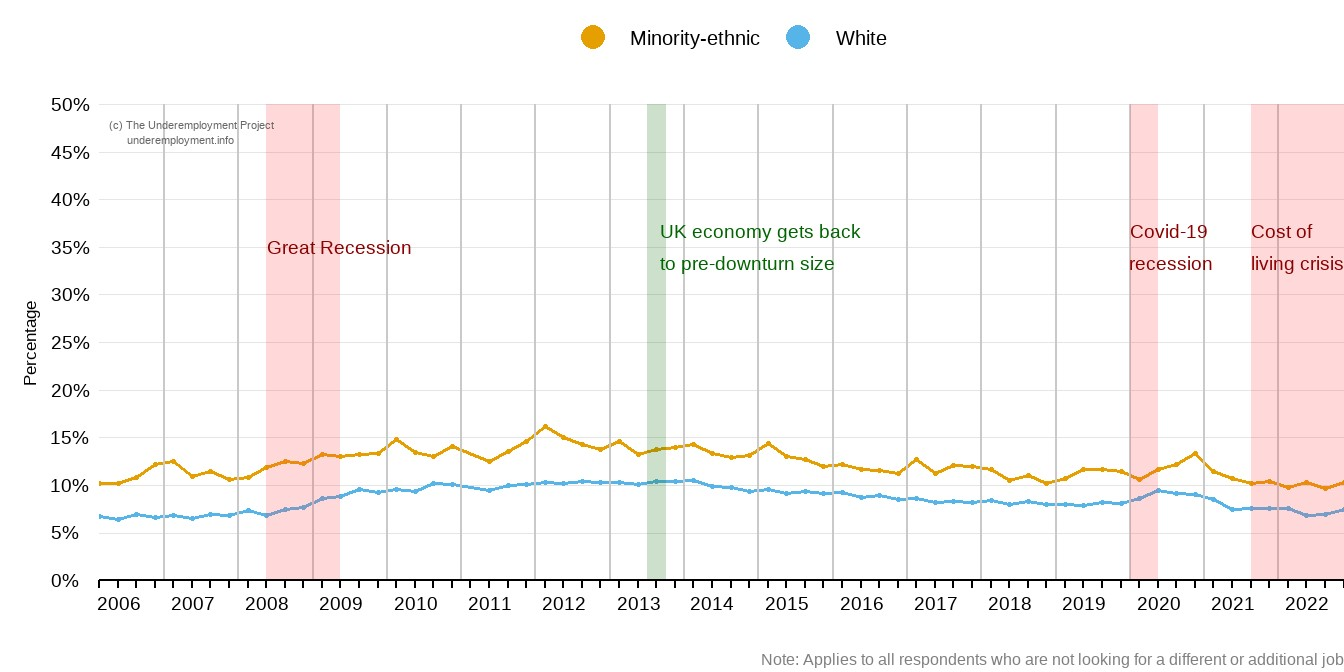 Minority-ethnic White
50%
(c) The Underemployment Project
underemployment.info
45%
40%
35%
30%
25%
20%
15%
10%
5%
0%
Percentage
Great Recession
UK economy gets back
to pre-downturn size
Covid-19
recession
Cost of
living crisis
2006 2007 2008 2009 2010 2011 2012 2013 2014 2015 2016 2017 2018 2019 2020 2021 2022
Note: Applies to all respondents who are not looking for a different or additional job